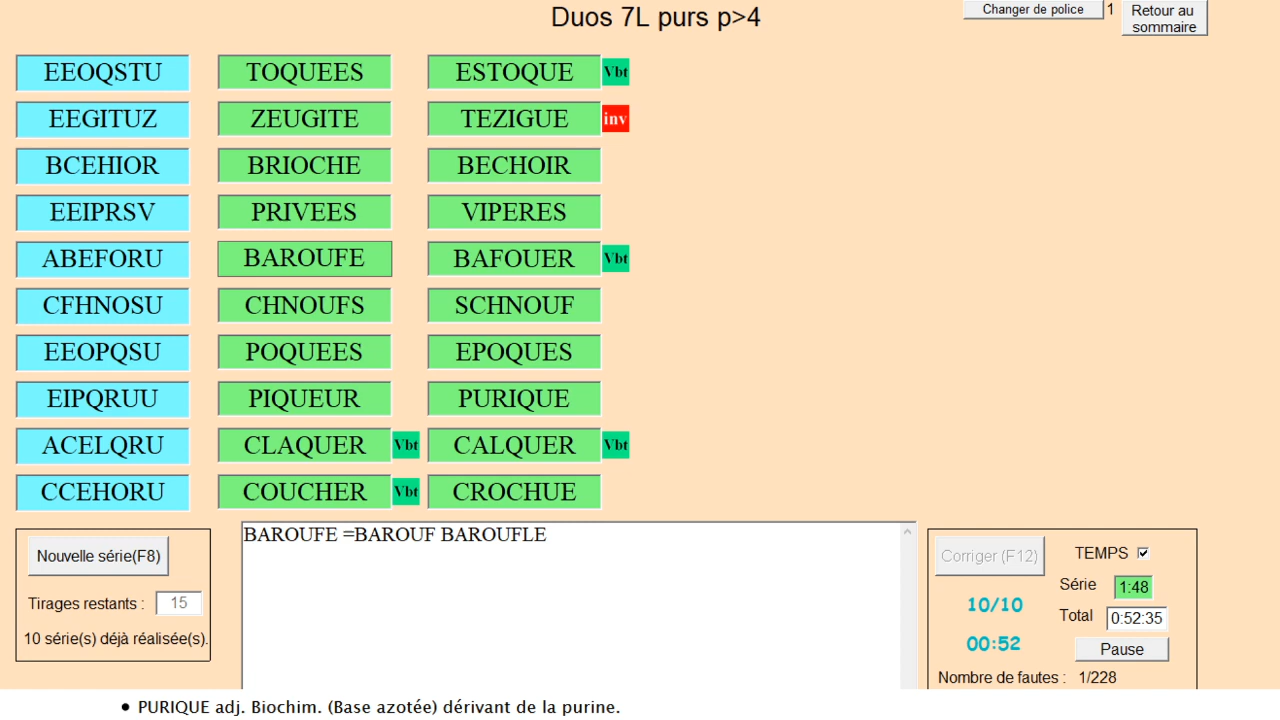 Duos 7L purs p>4
Changer de police 1 Retour au sommaire
EEOQSTU TOQUEES ESTOQUE Vbt
EEGITUZ ZEUGITE TEZIGUE inv
BCEHIOR BRIOCHE BECHOIR
EEIPRSV PRIVEES VIPERES
ABEFORU BAROUFE BAFOUER Vbt
CFHNOSU CHNOUFS SCHNOUF
EEOPQSU POQUEES EPOQUES
EIPQRUU PIQUEUR PURIQUE
ACELQRU CLAQUER Vbt CALQUER Vbt
CCEHORU COUCHER Vbt CROCHUE
Nouvelle série(F8)
Tirages restants : 15
10 série(s) déjà réalisée(s).
BAROUFE =BAROUF BAROUFLE
Corriger (F12) TEMPS
Série 1:48
10/10
Total 0:52:35
00:52
Pause
Nombre de fautes : 1/228
• PURIQUE adj. Biochim. (Base azotée) dérivant de la purine.